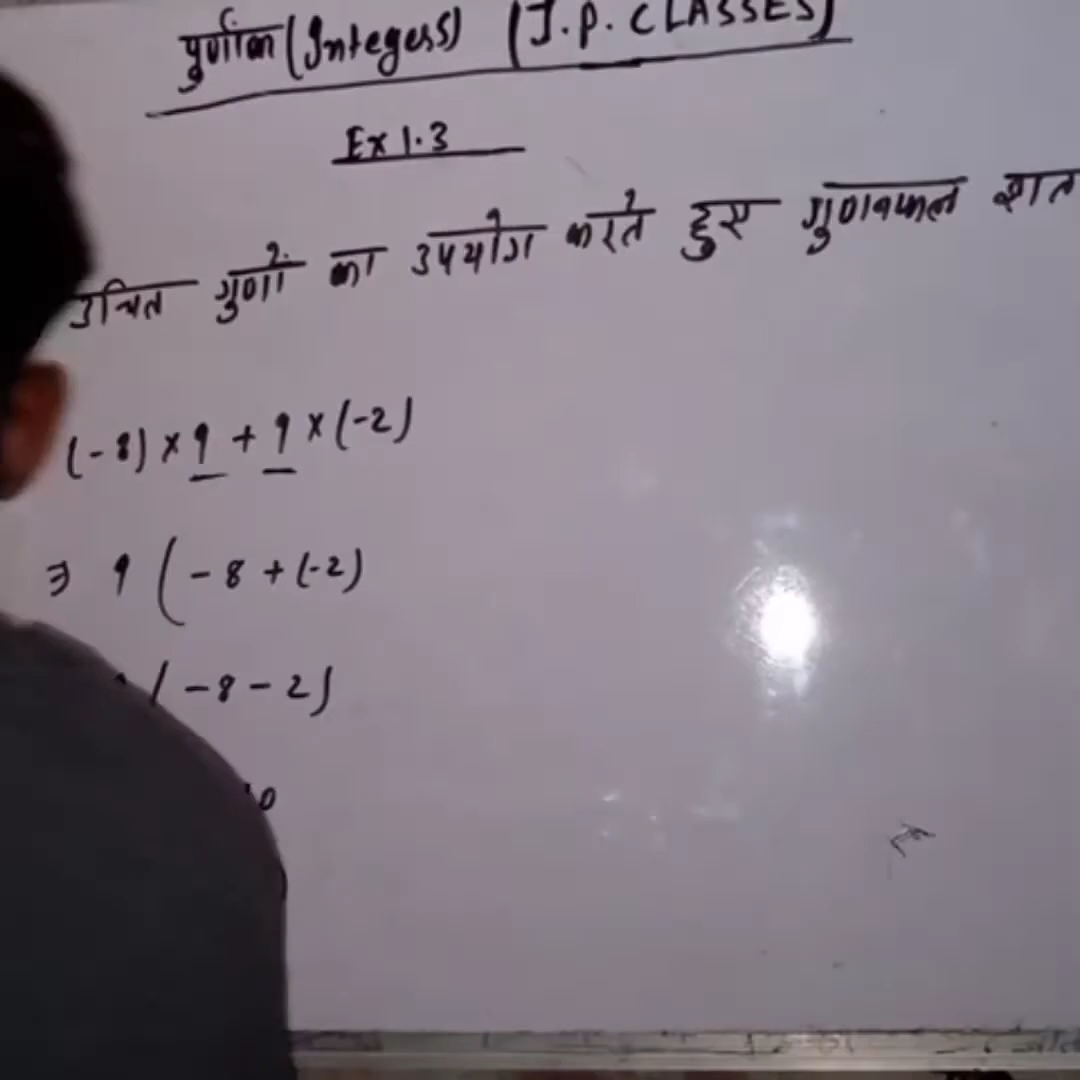 पुर्णांक (Integers) (J.P. CLASSES)
Ex 1.3
उचित गुणों का उपयोग करते हुए गुणनफल ज्ञात
(-8) × 9 + 9 × (-2)
⇒ 9 ( -8 + (-2)
( -8 - 2)